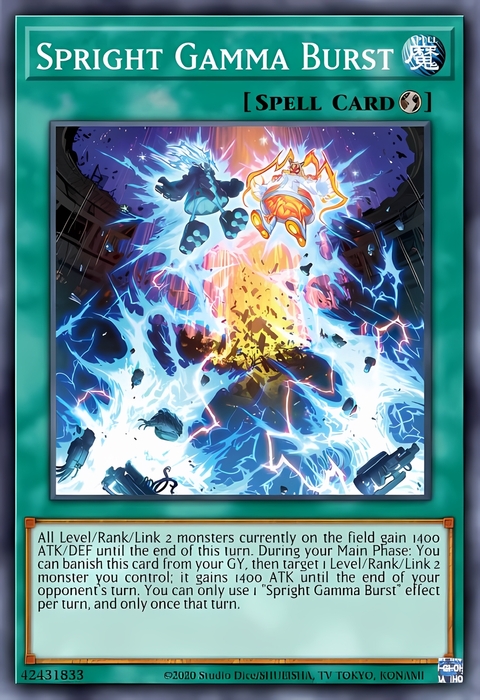 SPRIGHT GAMMA BURST 魔
[SPELL CARD]
All Level/Rank/Link 2 monsters currently on the field gain 1400
ATK/DEF until the end of this turn. During your Main Phase: You
can banish this card from your GY, then target 1 Level/Rank/Link 2
monster you control; it gains 1400 ATK until the end of your
opponent's turn. You can only use 1 "Spright Gamma Burst" effect
per turn, and only once that turn.
42431833
©2020 Studio Dice/SHUEISHA, TV TOKYO, KONAMI